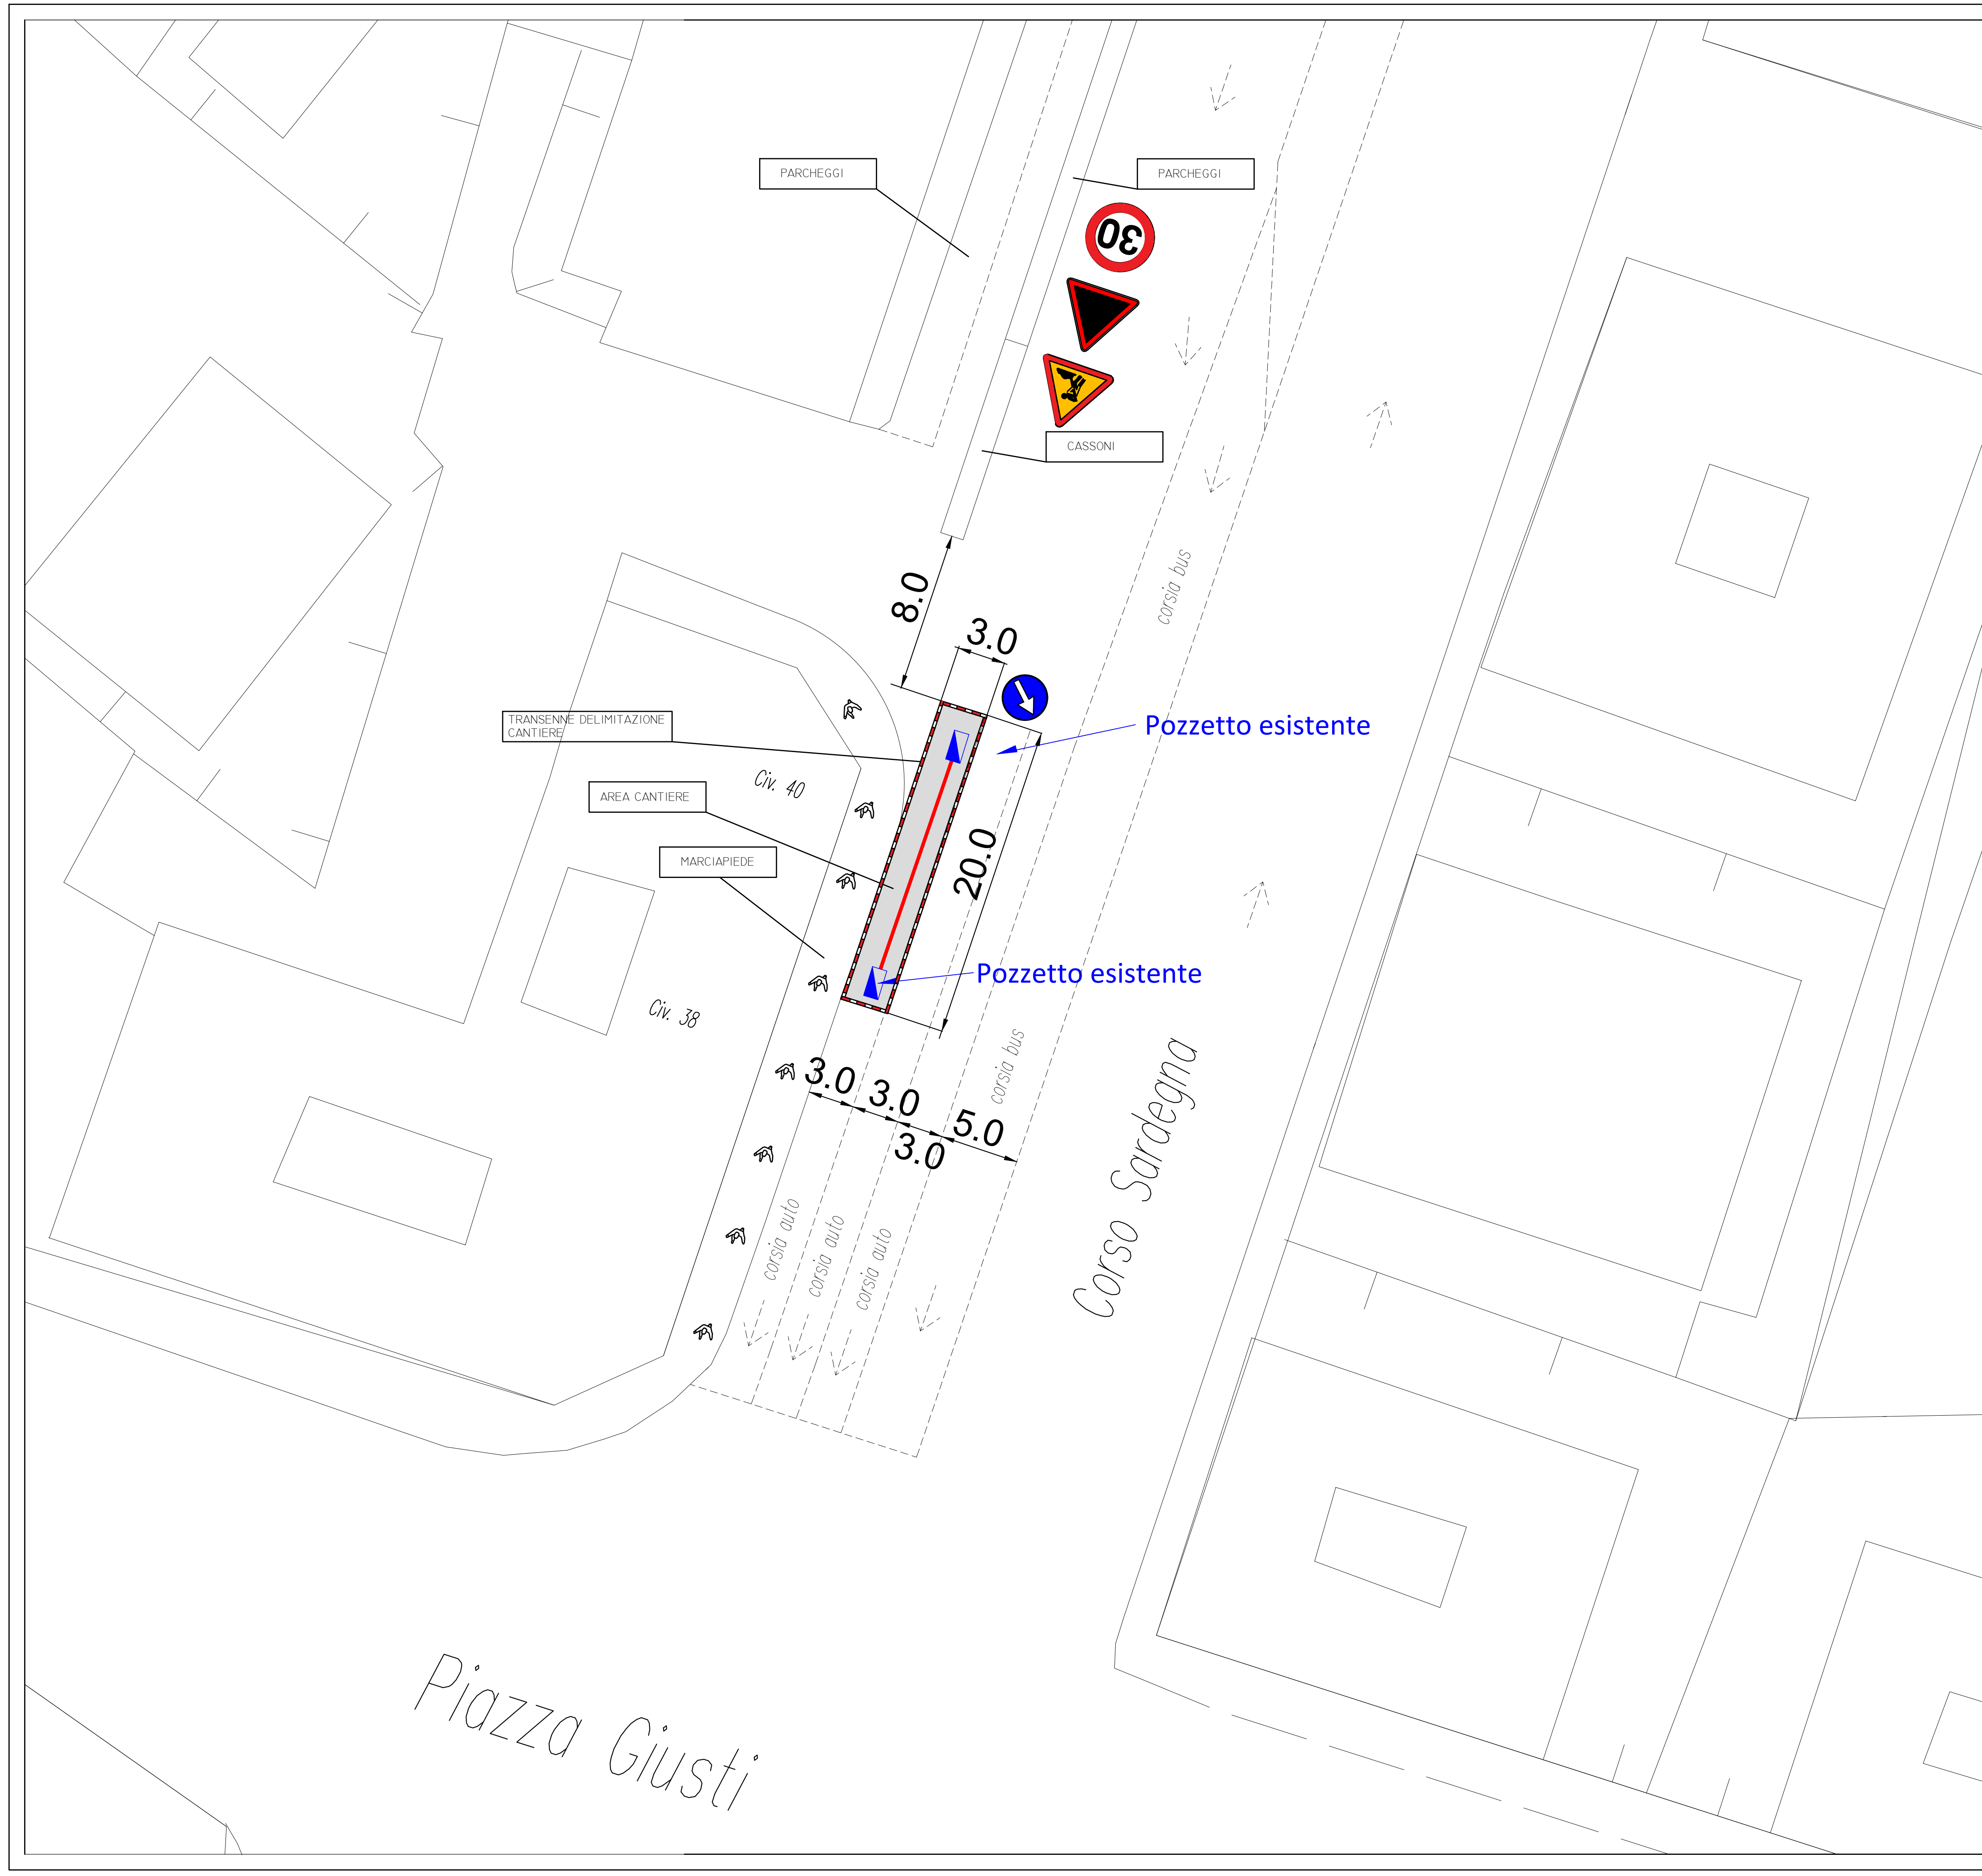 PARCHEGGI
PARCHEGGI
30
CASSONI
corsia bus
8.0
3.0
TRANSENNE DELIMITAZIONE
CANTIERE
Pozzetto esistente
Civ. 40
AREA CANTIERE
20.0
MARCIAPIEDE
Pozzetto esistente
Civ. 38
corsia bus
3.0
3.0
3.0
5.0
Corso Sardegna
corsia auto
corsia auto
corsia auto
Piazza Giusti